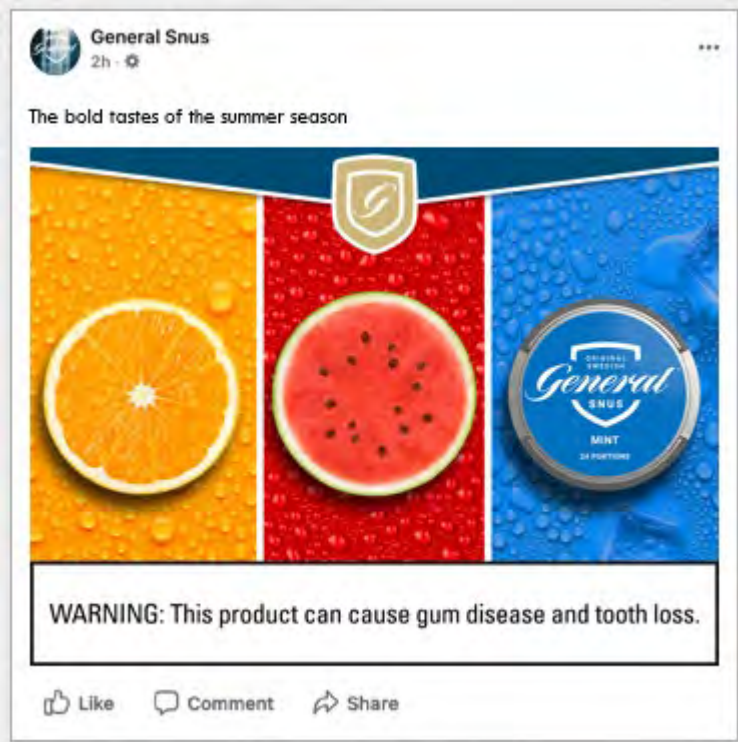 General Snus
2h
The bold tastes of the summer season
G
ORIGINAL
SWEDISH
General
SNUS
MINT
24 PORTIONS
WARNING: This product can cause gum disease and tooth loss.
Like Comment Share